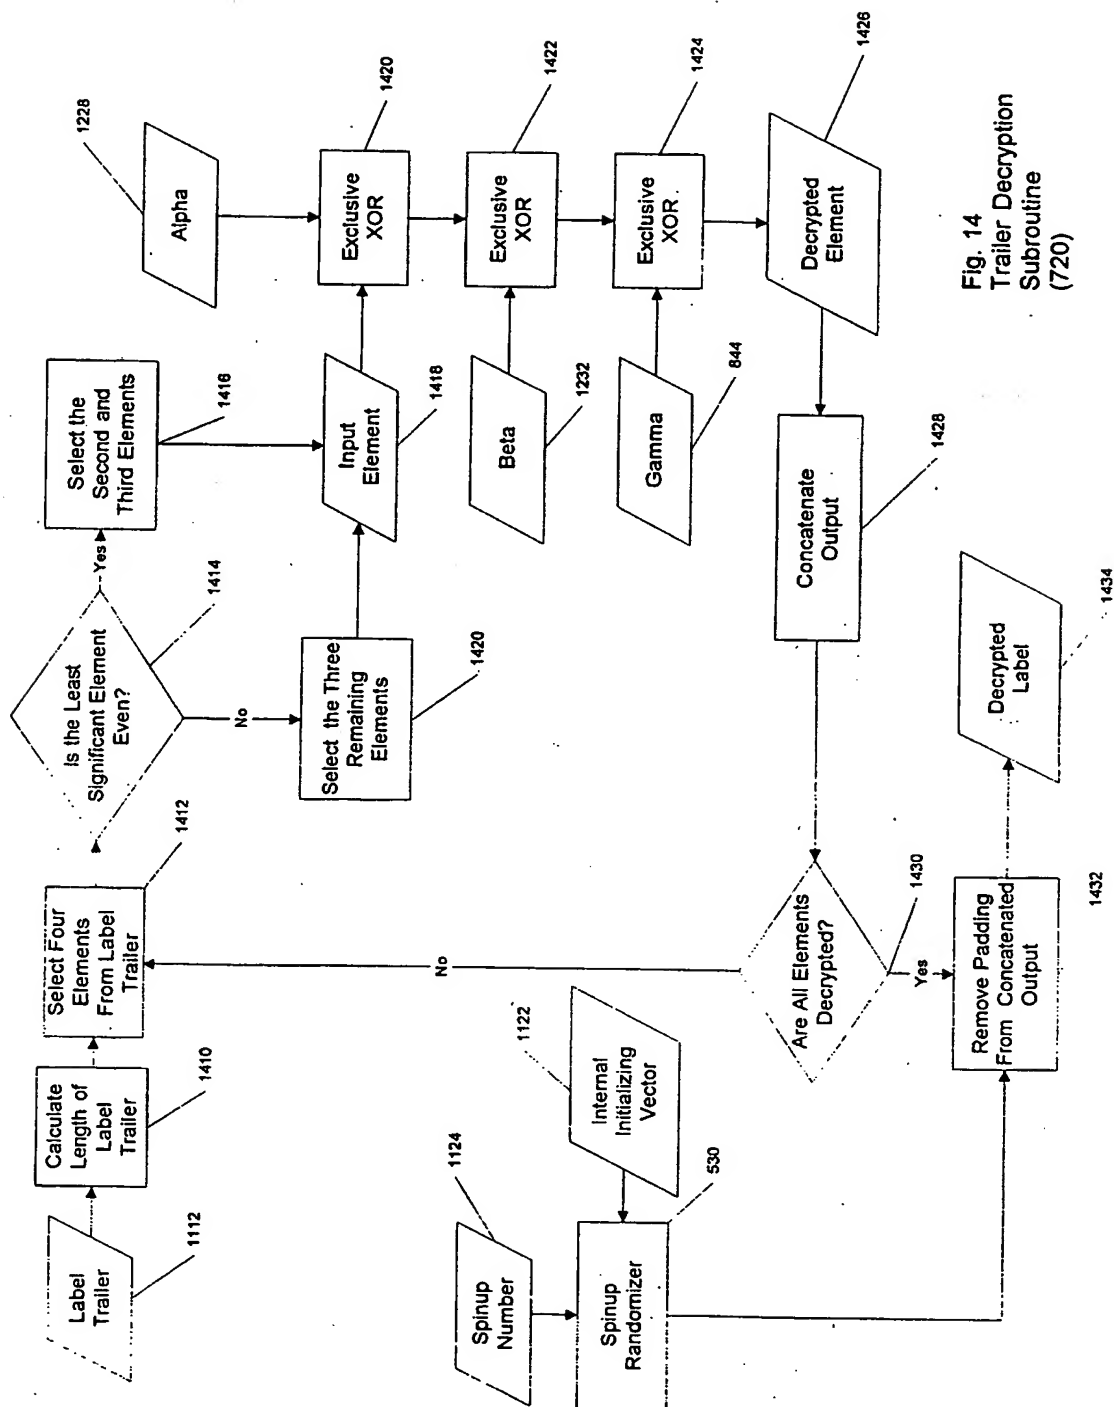 Label
Trailer
1112
Calculate
Length of
Label
Trailer
1410
Select Four
Elements
From Label
Trailer
1412
Is the Least
Significant Element
Even?
1414
Yes
Select the
Second and
Third Elements
1416
No
Select the Three
Remaining
Elements
1420
Input
Element
1418
Alpha
1228
Exclusive
XOR
1420
Beta
1232
Exclusive
XOR
1422
Gamma
844
Exclusive
XOR
1424
Decrypted
Element
1426
Concatenate
Output
1428
Are All Elements
Decrypted?
1430
No
Yes
Spinup
Number
1124
Internal
Initializing
Vector
1122
Spinup
Randomizer
530
Remove Padding
From Concatenated
Output
1432
Decrypted
Label
1434
Fig. 14
Trailer Decryption
Subroutine
(720)